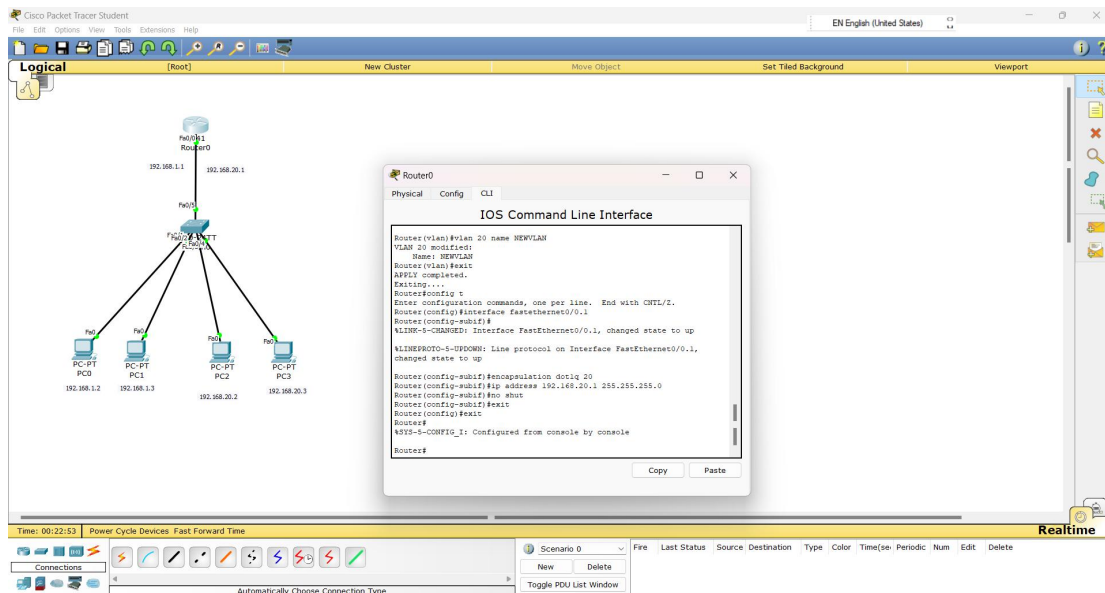 Cisco Packet Tracer Student
EN English (United States)
File Edit Options View Tools Extensions Help
Logical
[Root]
New Cluster
Move Object
Set Tiled Background
Viewport
Router0
192.168.1.1
192.168.20.1
Fa0/5
Fa0
Fa0
Fa0
Fa0
PC-PT
PC0
192.168.1.2
PC-PT
PC1
192.168.1.3
PC-PT
PC2
192.168.20.2
PC-PT
PC3
192.168.20.3
Router0
Physical Config CLI
IOS Command Line Interface
Router(vlan)#vlan 20 name NEWVLAN
VLAN 20 modified:
Name: NEWVLAN
Router(vlan)#exit
APPLY completed.
Exiting....
Router#config t
Enter configuration commands, one per line. End with CNTL/Z.
Router(config)#interface fastethernet0/0.1
Router(config-subif)#
%LINK-5-CHANGED: Interface FastEthernet0/0.1, changed state to up
%LINEPROTO-5-UPDOWN: Line protocol on Interface FastEthernet0/0.1,
changed state to up
Router(config-subif)#encapsulation dot1q 20
Router(config-subif)#ip address 192.168.20.1 255.255.255.0
Router(config-subif)#no shut
Router(config-subif)#exit
Router(config)#exit
Router#
%SYS-5-CONFIG_I: Configured from console by console
Router#
Copy Paste
Time: 00:22:53 Power Cycle Devices Fast Forward Time
Realtime
Connections
Automatically Choose Connection Type
Scenario 0
New Delete
Toggle PDU List Window
Fire Last Status Source Destination Type Color Time(se Periodic Num Edit Delete